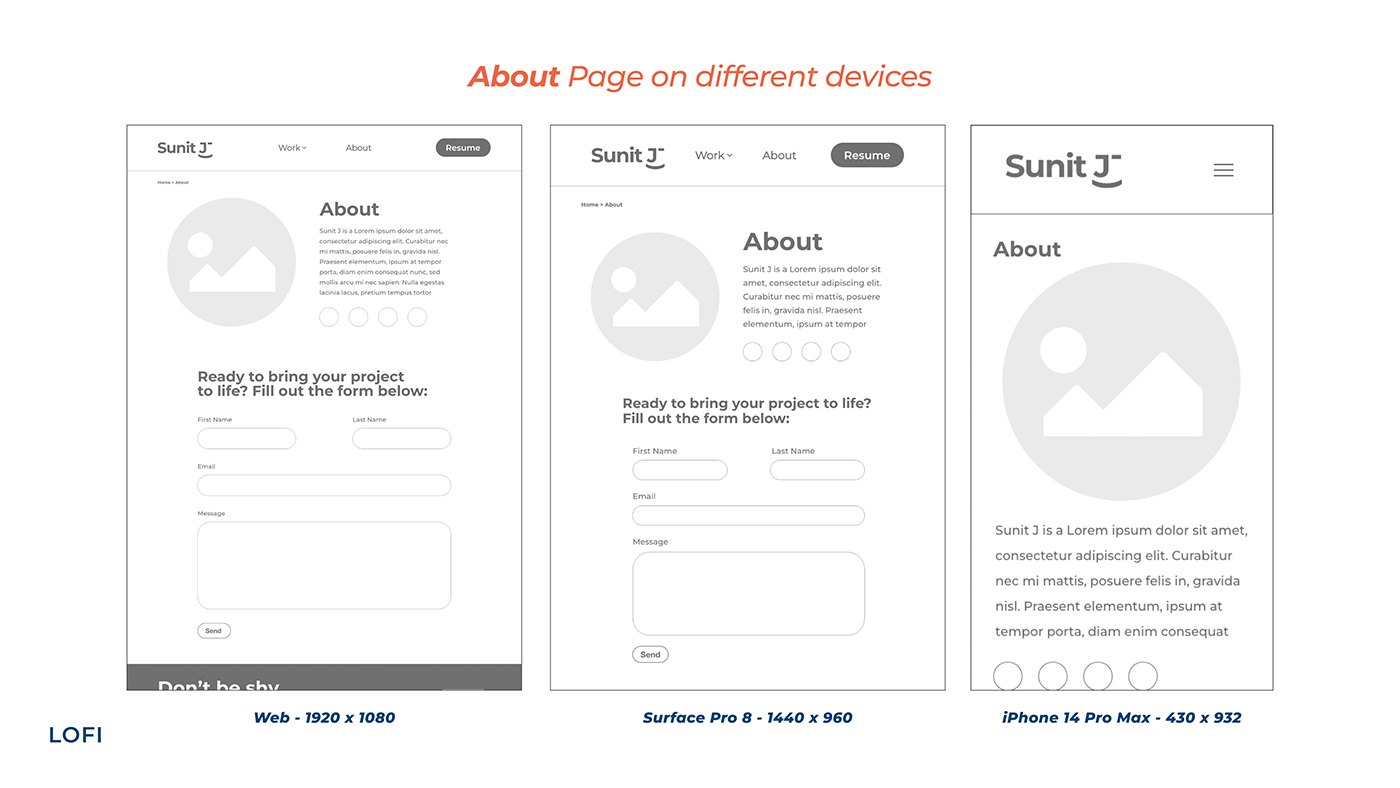 About Page on different devices
Sunit J
Work
About
Resume
Home > About
About
Sunit J is a Lorem ipsum dolor sit amet,
consectetur adipiscing elit. Curabitur nec
mi mattis, posuere felis in, gravida nisl.
Praesent elementum, ipsum at tempor
porta, diam enim consequat nunc, sed
mollis arcu mi nec sapien. Nulla egestas
lacinia lacus, pretium tempus tortor
Ready to bring your project
to life? Fill out the form below:
First Name
Last Name
Email
Message
Send
Don't be shy
Web - 1920 x 1080
Sunit J
Work
About
Resume
Home > About
About
Sunit J is a Lorem ipsum dolor sit
amet, consectetur adipiscing elit.
Curabitur nec mi mattis, posuere
felis in, gravida nisl. Praesent
elementum, ipsum at tempor
Ready to bring your project to life?
Fill out the form below:
First Name
Last Name
Email
Message
Send
Surface Pro 8 - 1440 x 960
Sunit J
About
Sunit J is a Lorem ipsum dolor sit amet,
consectetur adipiscing elit. Curabitur
nec mi mattis, posuere felis in, gravida
nisl. Praesent elementum, ipsum at
tempor porta, diam enim consequat
iPhone 14 Pro Max - 430 x 932
LOFI